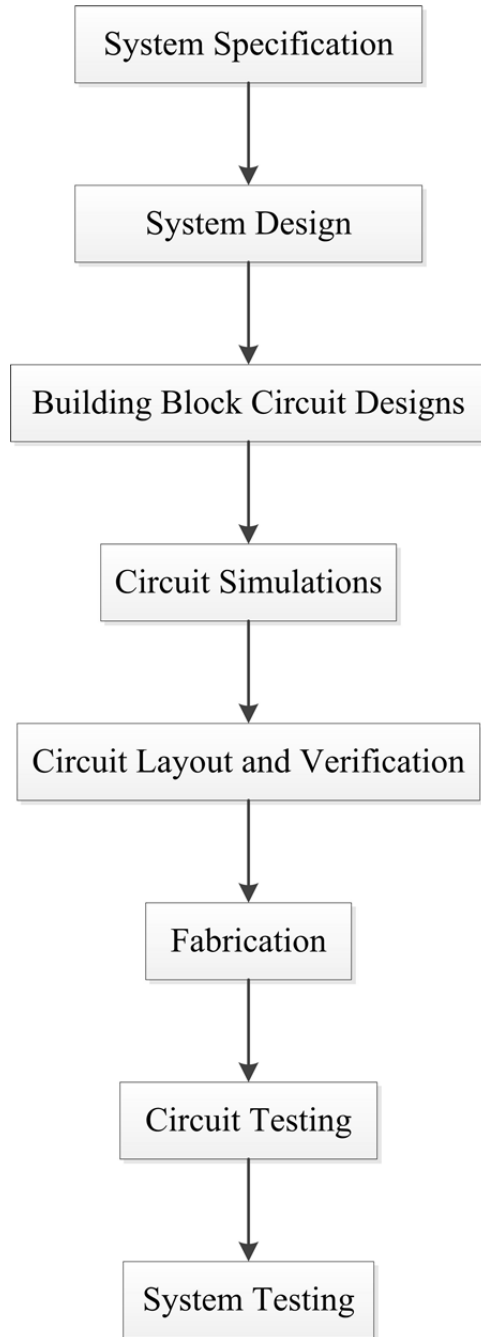 System Specification
System Design
Building Block Circuit Designs
Circuit Simulations
Circuit Layout and Verification
Fabrication
Circuit Testing
System Testing